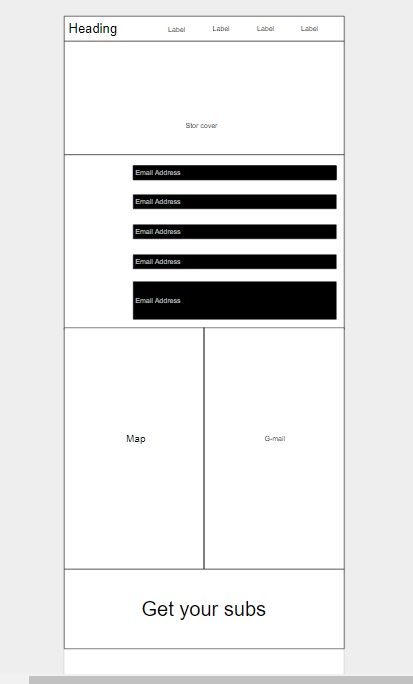 Heading
Label
Label
Label
Label
Stor cover
Email Address
Email Address
Email Address
Email Address
Email Address
Map
G-mail
Get your subs